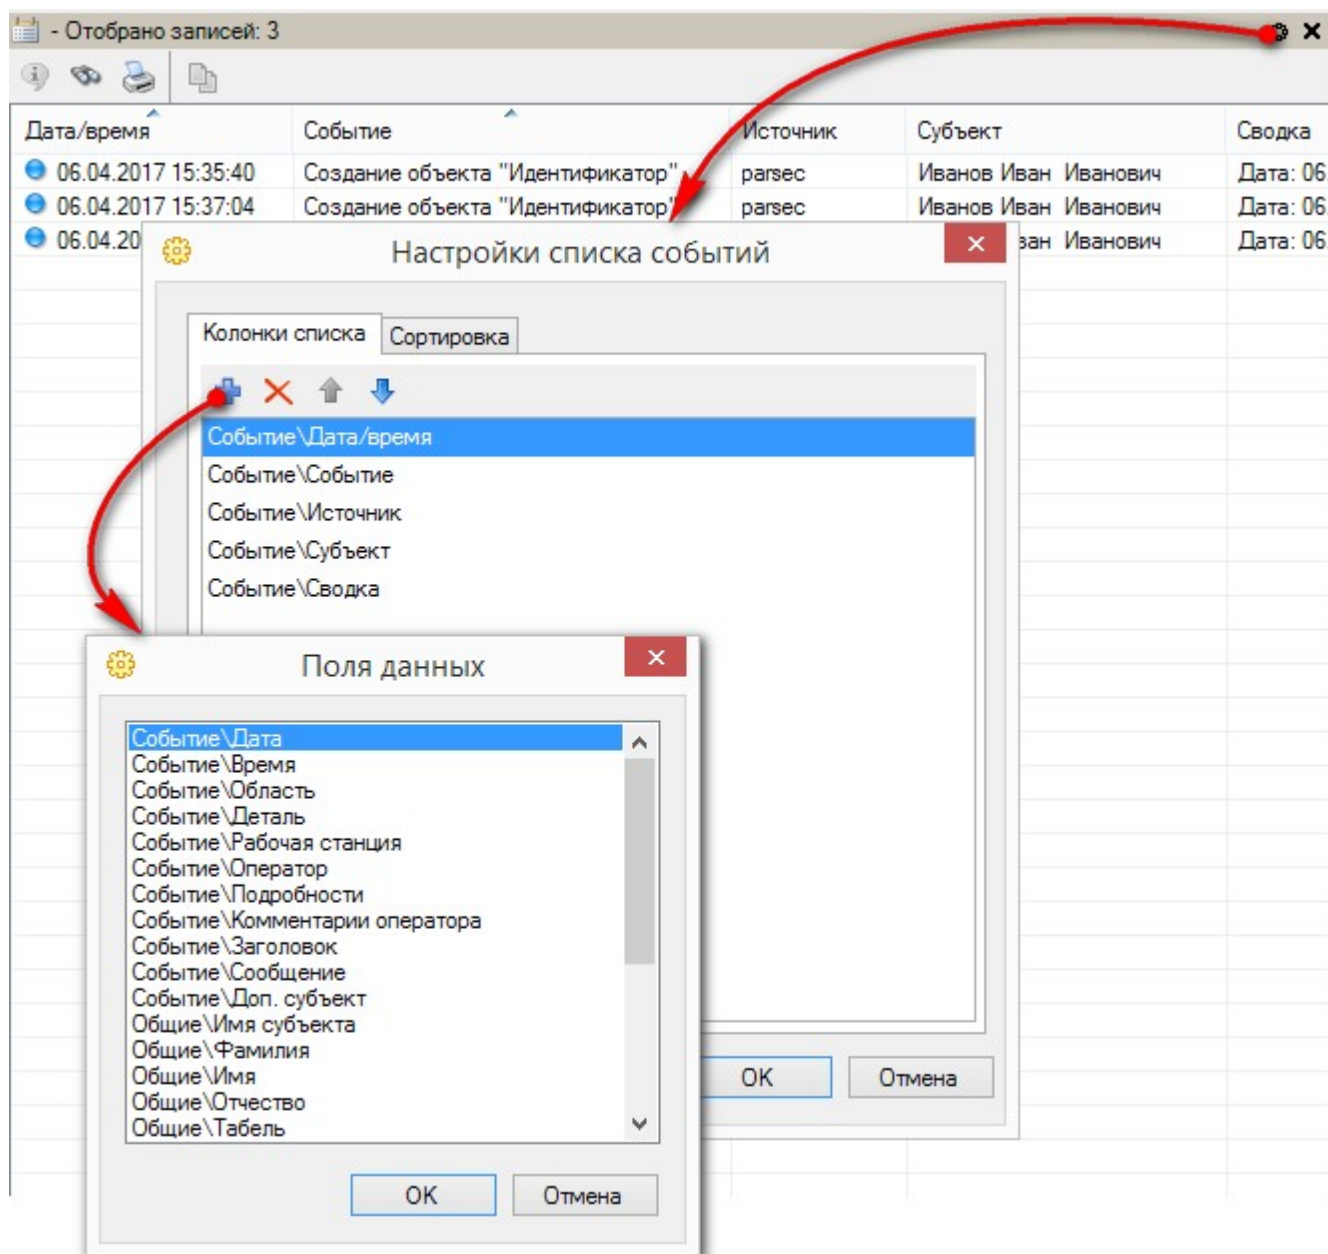 - Отобрано записей: 3
Дата/время Событие Источник Субъект Сводка
06.04.2017 15:35:40 Создание объекта "Идентификатор" parsec Иванов Иван Иванович Дата: 06.
06.04.2017 15:37:04 Создание объекта "Идентификатор" parsec Иванов Иван Иванович Дата: 06.
06.04.20 ван Иванович Дата: 06.
Настройки списка событий
Колонки списка Сортировка
Событие\Дата/время
Событие\Событие
Событие\Источник
Событие\Субъект
Событие\Сводка
Поля данных
Событие\Дата
Событие\Время
Событие\Область
Событие\Деталь
Событие\Рабочая станция
Событие\Оператор
Событие\Подробности
Событие\Комментарии оператора
Событие\Заголовок
Событие\Сообщение
Событие\Доп. субъект
Общие\Имя субъекта
Общие\Фамилия
Общие\Имя
Общие\Отчество
Общие\Табель
OK Отмена
OK Отмена